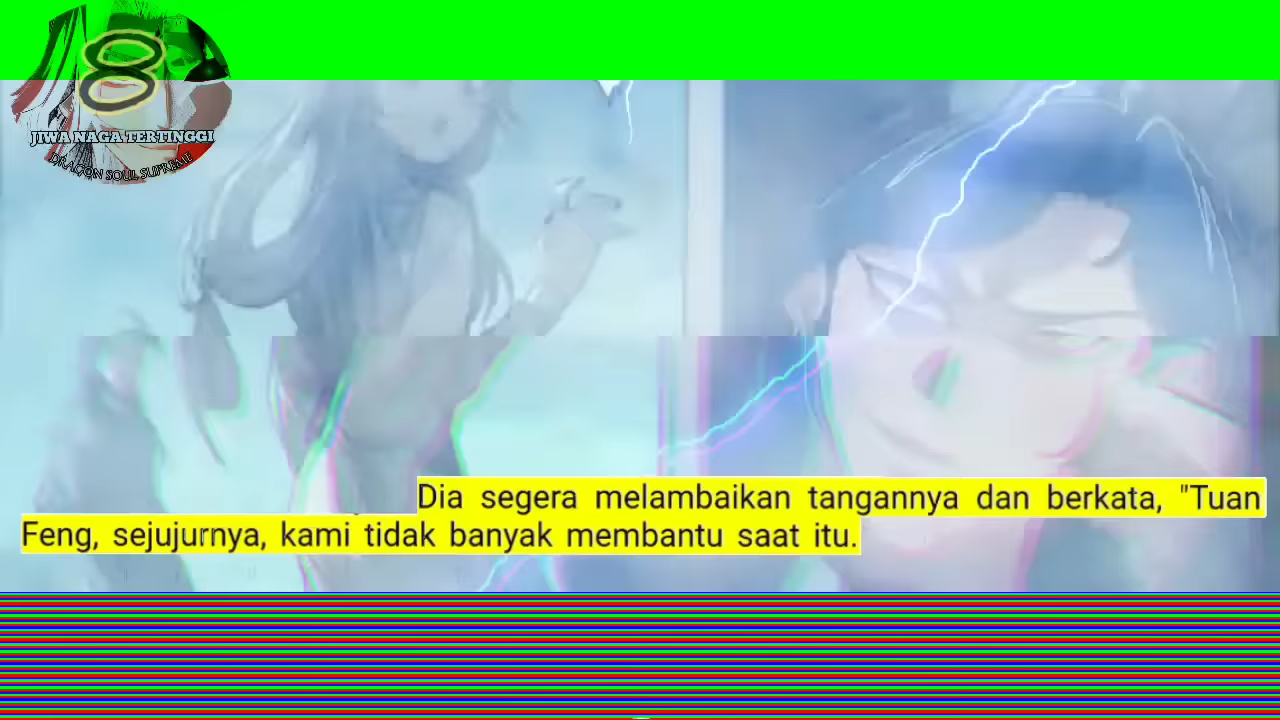 8
JIWA NAGA TERTINGGI
DRAGON SOUL SUPREME
Dia segera melambaikan tangannya dan berkata, "Tuan
Feng, sejujurnya, kami tidak banyak membantu saat itu.